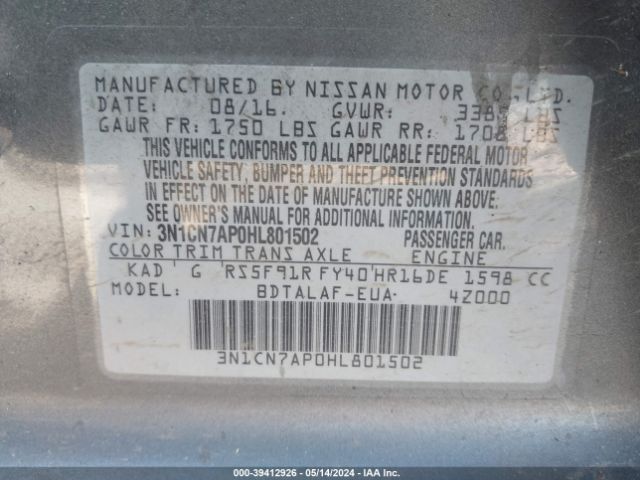 MANUFACTURED BY NISSAN MOTOR CO., LTD.
DATE: 08/16. GVWR: LBS
GAWR FR: 1750 LBS GAWR RR: 1708 LBS
THIS VEHICLE CONFORMS TO ALL APPLICABLE FEDERAL MOTOR
VEHICLE SAFETY, BUMPER AND THEFT PREVENTION STANDARDS
IN EFFECT ON THE DATE OF MANUFACTURE SHOWN ABOVE.
SEE OWNER'S MANUAL FOR ADDITIONAL INFORMATION.
VIN: 3N1CN7AP0HL801502 PASSENGER CAR.
COLOR TRIM TRANS AXLE ENGINE
KAD G RS5F91R FY40 HR16DE 1598 CC
MODEL: BDTALAF-EUA- 4Z000
3N1CN7AP0HL801502
000-39412926 - 05/14/2024 - IAA Inc.